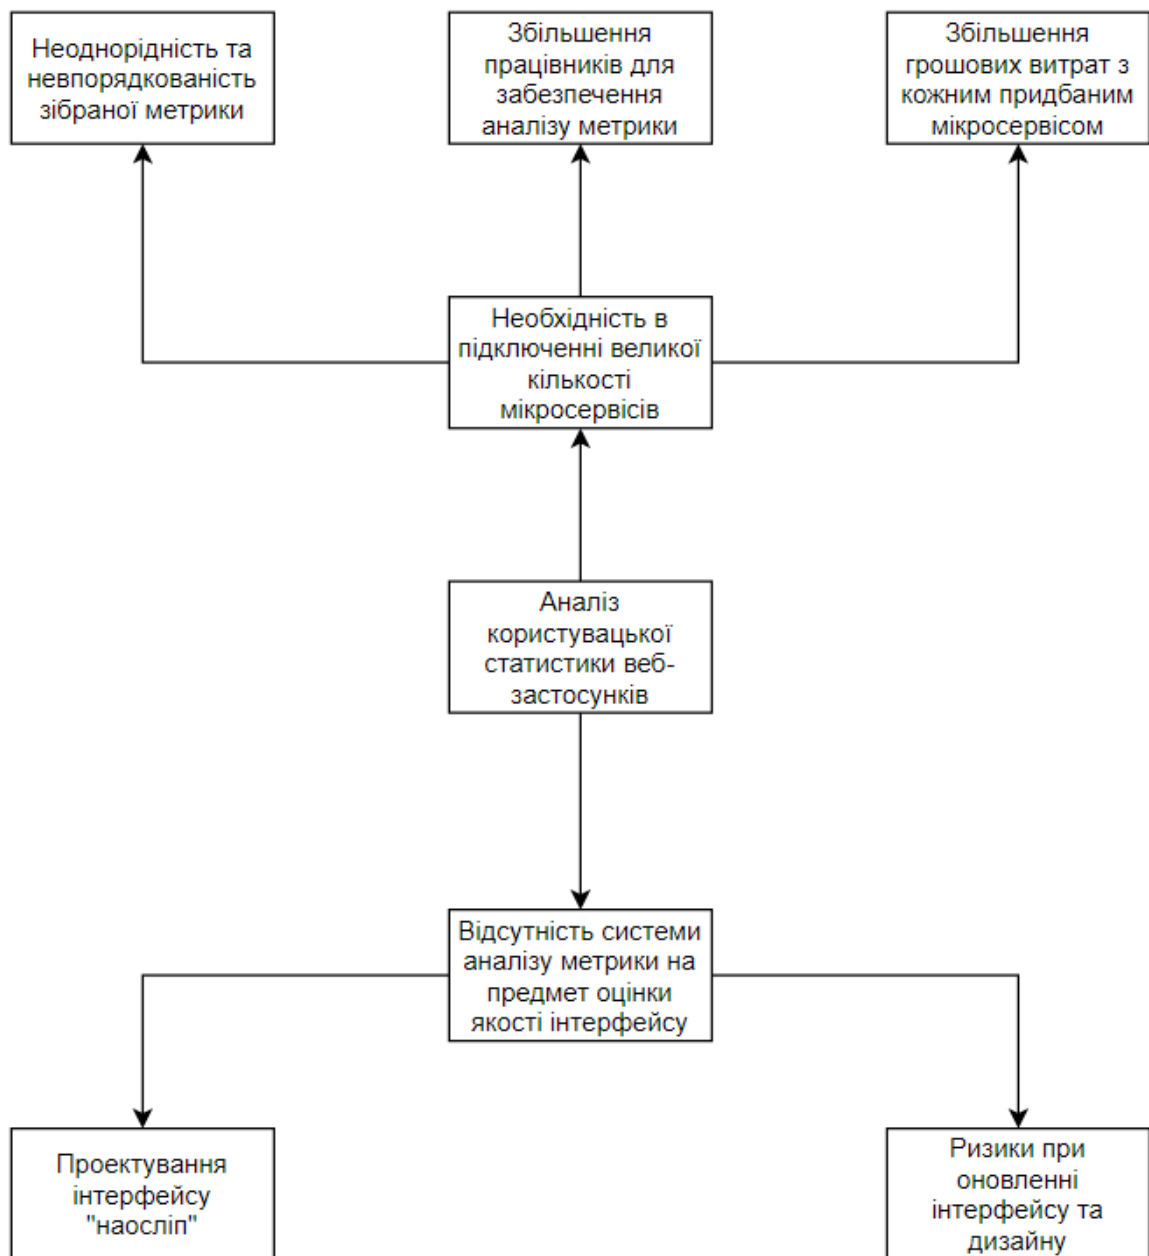 Неоднорідність та
невпорядкованість
зібраної метрики
Збільшення
працівників для
забезпечення
аналізу метрики
Збільшення
грошових витрат з
кожним придбаним
мікросервісом
Необхідність в
підключенні великої
кількості
мікросервісів
Аналіз
користувацької
статистики веб-
застосунків
Відсутність системи
аналізу метрики на
предмет оцінки
якості інтерфейсу
Проектування
інтерфейсу
"наосліп"
Ризики при
оновленні
інтерфейсу та
дизайну